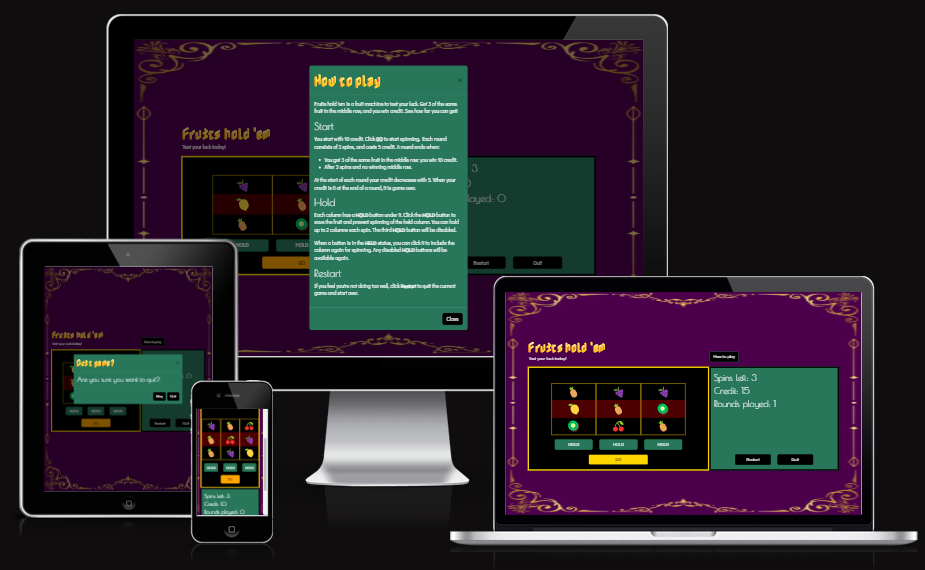 How to play
×
Fruits hold 'em is a fruit machine to test your luck. Get 3 of the same
fruit in the middle row, and you win credit. See how far you can get!
Start
You start with 10 credit. Click GO to start spinning. Each round
consists of 3 spins, and costs 5 credit. A round ends when:
• You get 3 of the same fruit in the middle row: you win 10 credit.
• After 3 spins and no winning middle row.
At the start of each round your credit decreases with 5. When your
credit is 0 at the end of a round, it is game over.
Hold
Each column has a HOLD button under it. Click the HOLD button to
save the fruit and prevent spinning of the held column. You can hold
up to 2 columns each spin. The third HOLD button will be disabled.
When a button is in the HOLD status, you can click it to include the
column again for spinning. Any disabled HOLD buttons will be
available again.
Restart
If you feel you're not doing too well, click Restart to quit the current
game and start over.
Close
Fruits hold 'em
Test your luck today!
3
0
layed: 0
HOLD
GO
Restart
Quit
Fruits hold 'em
Test your luck today!
How to play
Quit game?
Are you sure you want to quit?
Stay
Quit
HOLD
HOLD
HOLD
GO
Restart
Quit
HOLD
HOLD
HOLD
GO
Spins left: 3
Credit: 10
Rounds played: 0
Fruits hold 'em
Test your luck today!
How to play
Spins left: 3
Credit: 15
Rounds played: 1
HOLD
HOLD
HOLD
GO
Restart
Quit